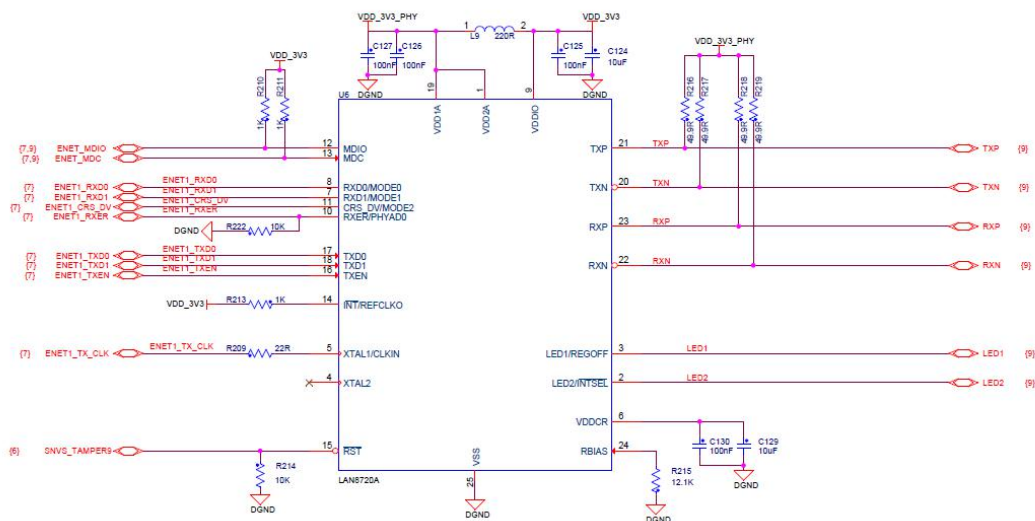 VDD_3V3_PHY
1
2
VDD_3V3
L9
220R
C127
100nF
C126
100nF
C125
100nF
C124
10uF
DGND
DGND
VDD_3V3
R210
1K
R211
1K
VDD_3V3_PHY
R216
49.9R
R217
49.9R
R218
49.9R
R219
49.9R
U6
19
1
9
VDD1A
VDD2A
VDDIO
{7,9} ENET_MDIO 12 MDIO
{7,9} ENET_MDC 13 MDC
{7} ENET1_RXD0 ENET1_RXD0 8 RXD0/MODE0
{7} ENET1_RXD1 ENET1_RXD1 7 RXD1/MODE1
{7} ENET1_CRS_DV ENET1_CRS_DV 11 CRS_DV/MODE2
{7} ENET1_RXER ENET1_RXER 10 RXER/PHYAD0
DGND R222 10K
{7} ENET1_TXD0 ENET1_TXD0 17 TXD0
{7} ENET1_TXD1 ENET1_TXD1 18 TXD1
{7} ENET1_TXEN ENET1_TXEN 16 TXEN
VDD_3V3 R213 1K 14 INT/REFCLKO
{7} ENET1_TX_CLK ENET1_TX_CLK R209 22R 5 XTAL1/CLKIN
4 XTAL2
{6} SNVS_TAMPER9 15 RST
R214
10K
DGND
LAN8720A
VSS
25
DGND
TXP 21 TXP TXP {9}
TXN 20 TXN TXN {9}
RXP 23 RXP RXP {9}
RXN 22 RXN RXN {9}
LED1/REGOFF 3 LED1 LED1 {9}
LED2/INTSEL 2 LED2 LED2 {9}
VDDCR 6
RBIAS 24
C130
100nF
C129
10uF
DGND
R215
12.1K
DGND